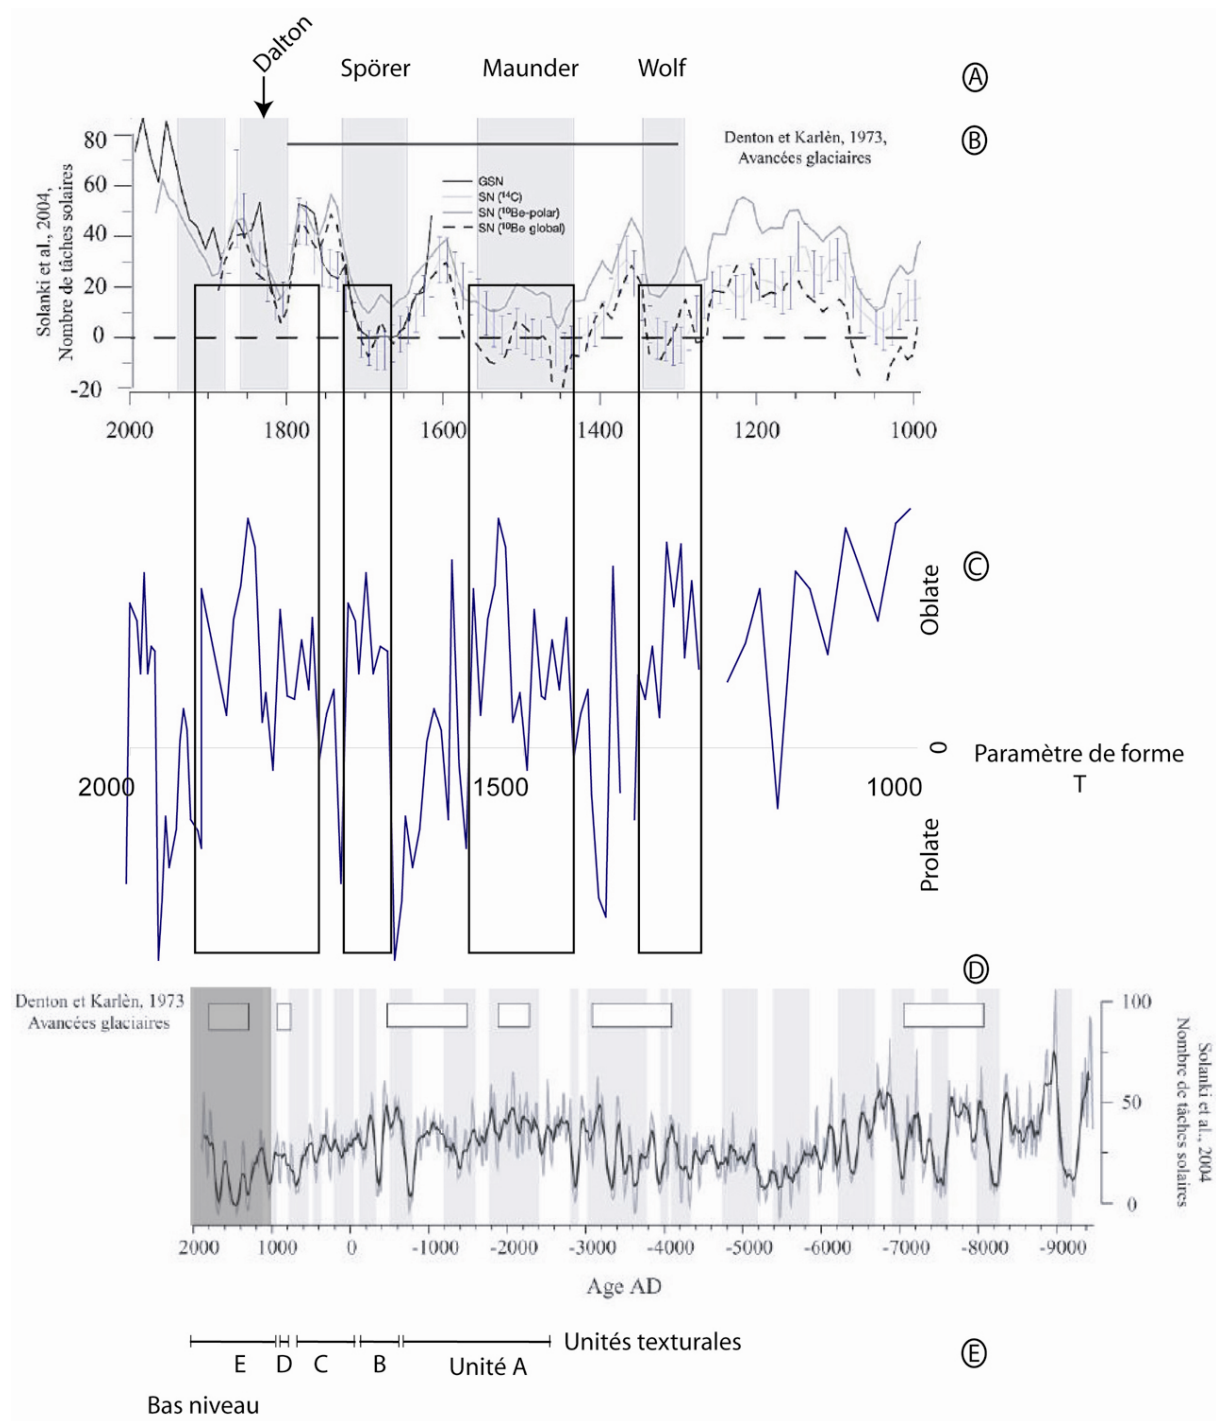 Dalton
Spörer
Maunder
Wolf
A
Solanki et al., 2004,
Nombre de tâches solaires
80
60
40
20
0
-20
Denton et Karlèn, 1973,
Avancées glaciaires
B
GSN
SN (¹⁴C)
SN (¹⁰Be-polar)
SN (¹⁰Be global)
2000 1800 1600 1400 1200 1000
C
Oblate
0
Prolate
Paramètre de forme
T
2000 1500 1000
D
Denton et Karlèn, 1973
Avancées glaciaires
100
50
0
Solanki et al., 2004
Nombre de tâches solaires
2000 1000 0 -1000 -2000 -3000 -4000 -5000 -6000 -7000 -8000 -9000
Age AD
Unités texturales
E D C B Unité A
E
Bas niveau